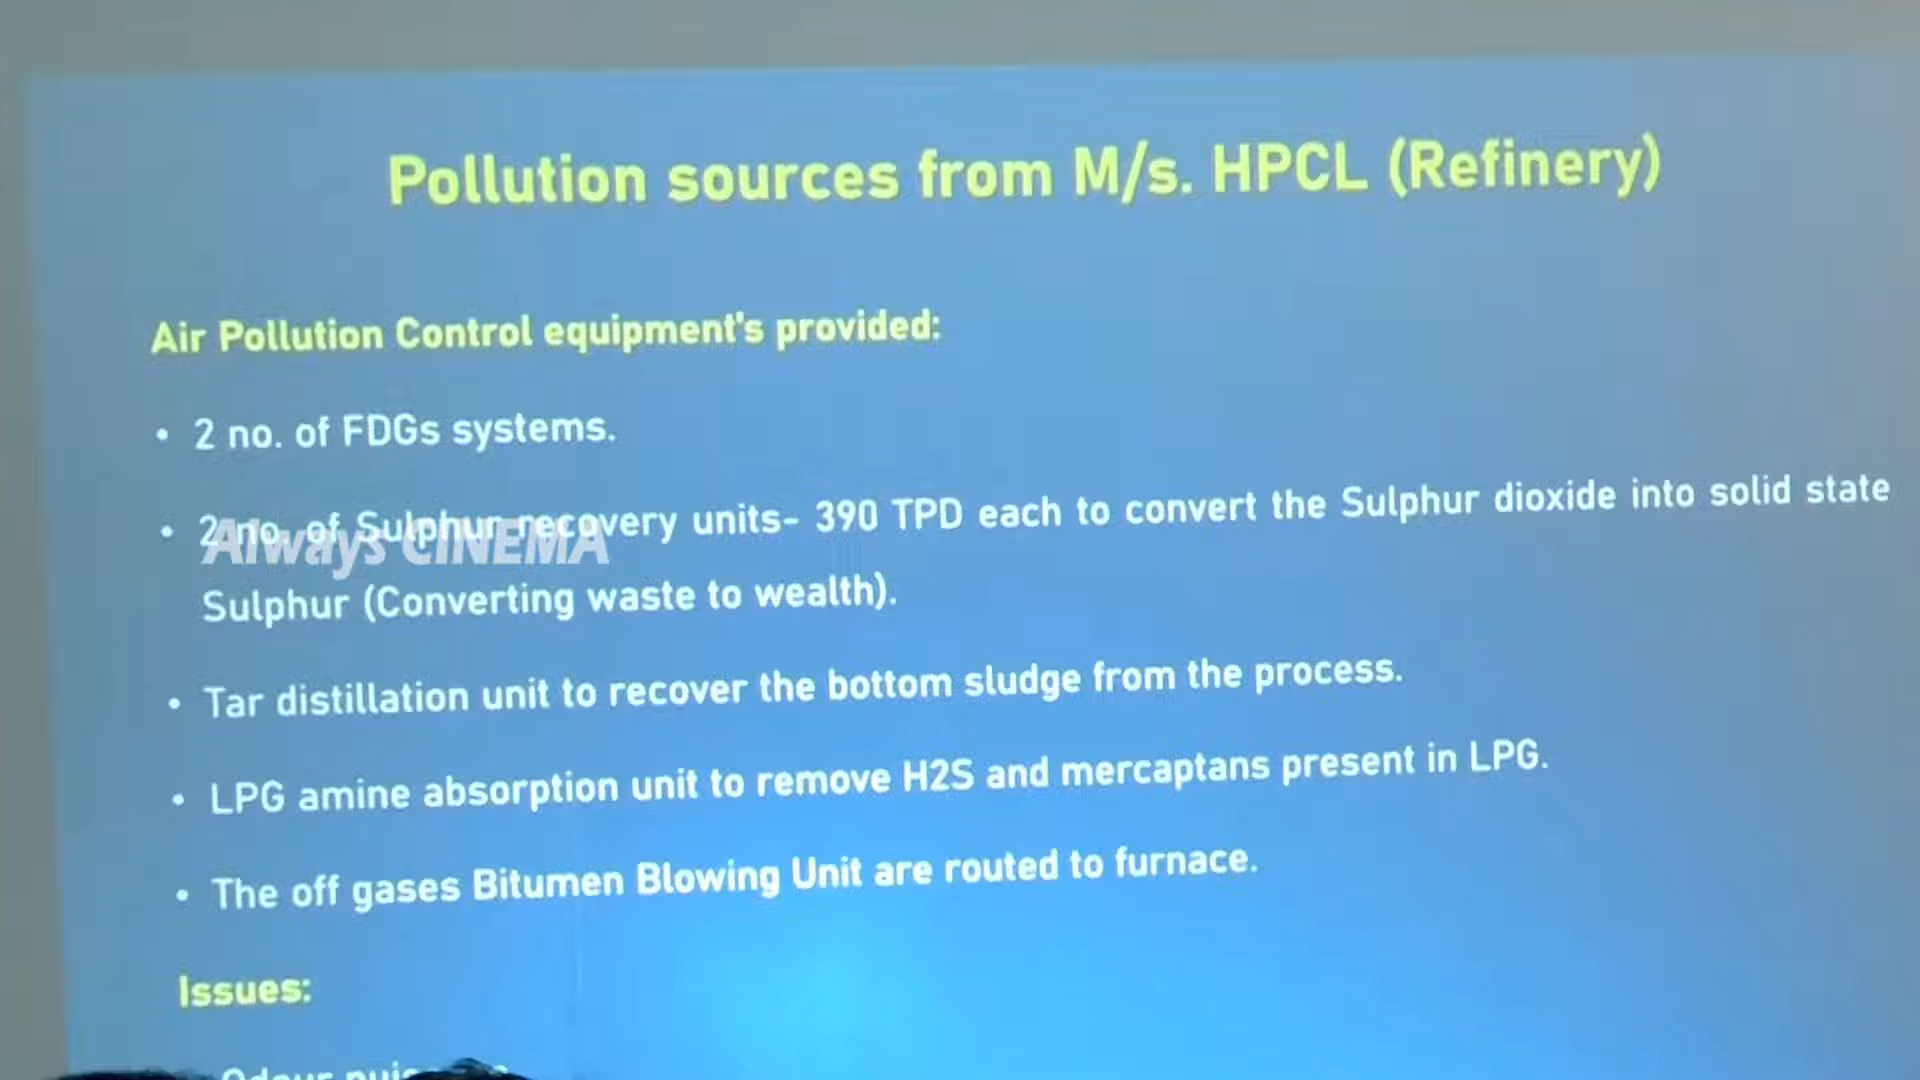 Pollution sources from M/s. HPCL (Refinery)
Air Pollution Control equipment's provided:
• 2 no. of FDGs systems.
• 2 no. of Sulphur recovery units- 390 TPD each to convert the Sulphur dioxide into solid state
Always CINEMA
Sulphur (Converting waste to wealth).
• Tar distillation unit to recover the bottom sludge from the process.
• LPG amine absorption unit to remove H2S and mercaptans present in LPG.
• The off gases Bitumen Blowing Unit are routed to furnace.
Issues:
Odour